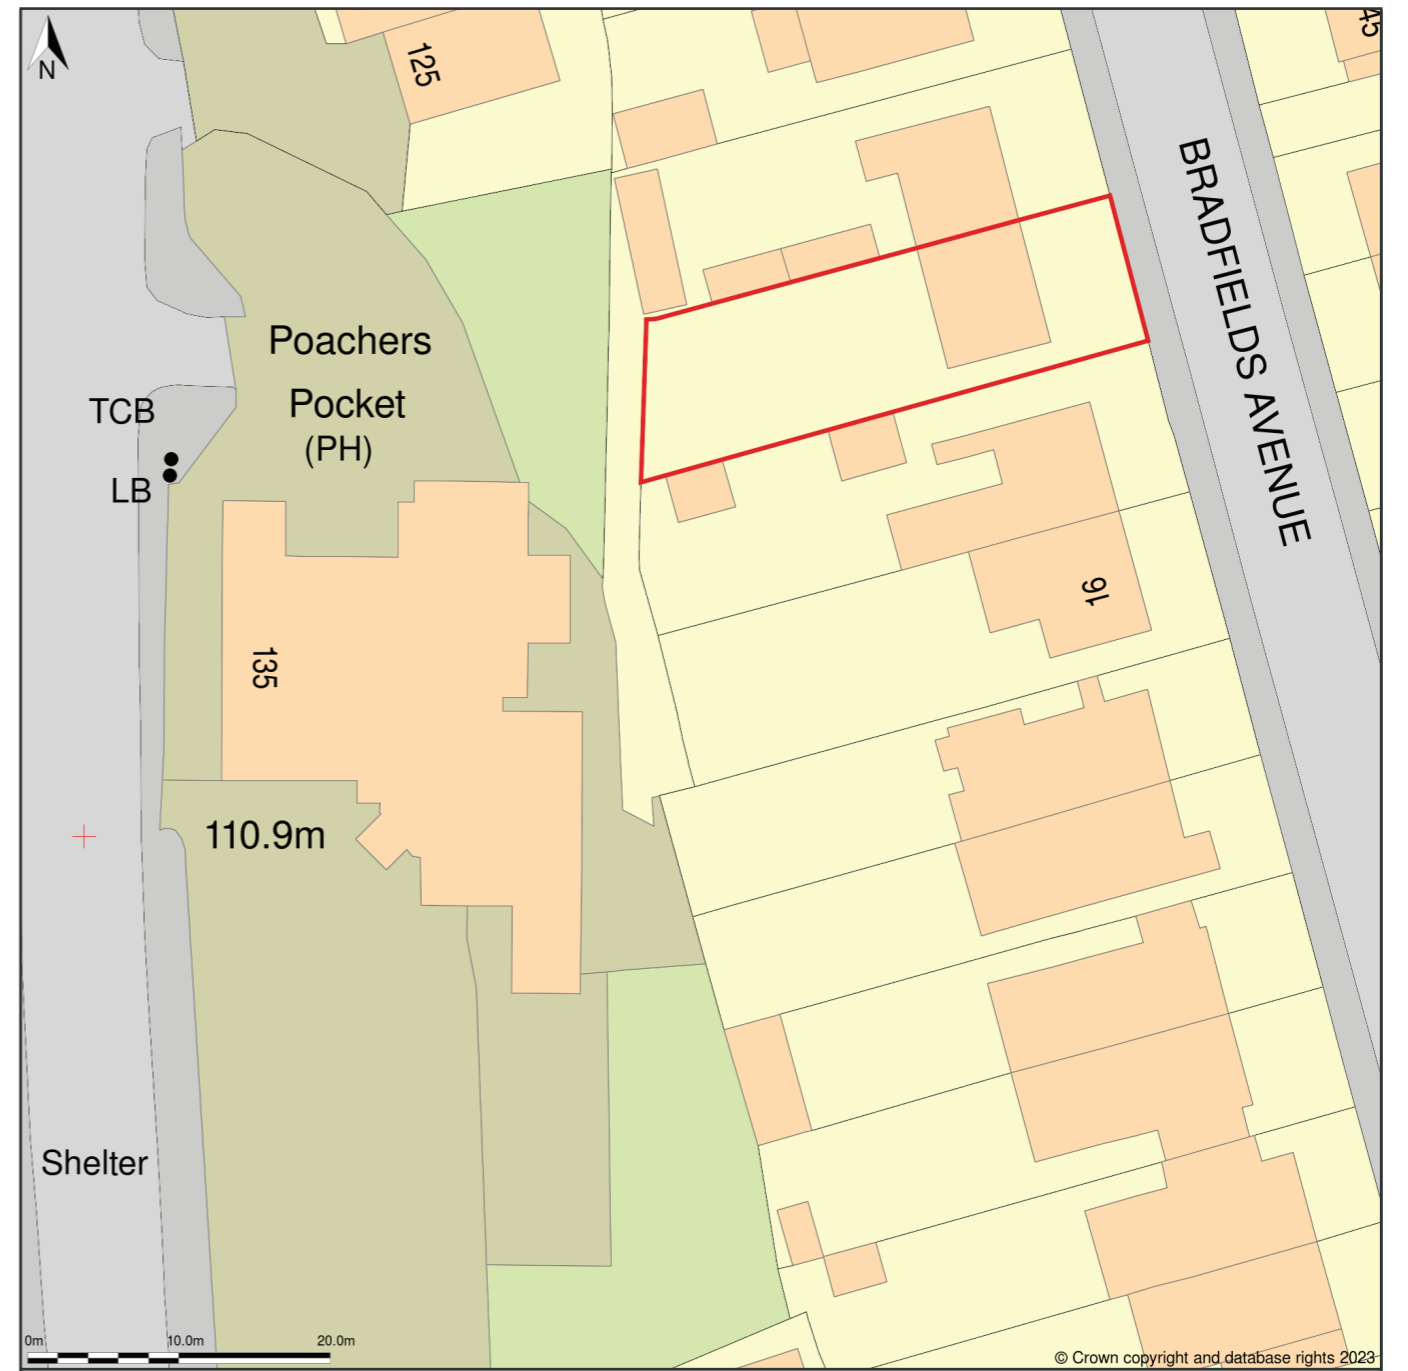 N
125
45
BRADFIELDS AVENUE
Poachers
Pocket
(PH)
TCB
LB
16
135
110.9m
Shelter
0m 10.0m 20.0m
© Crown copyright and database rights 2023